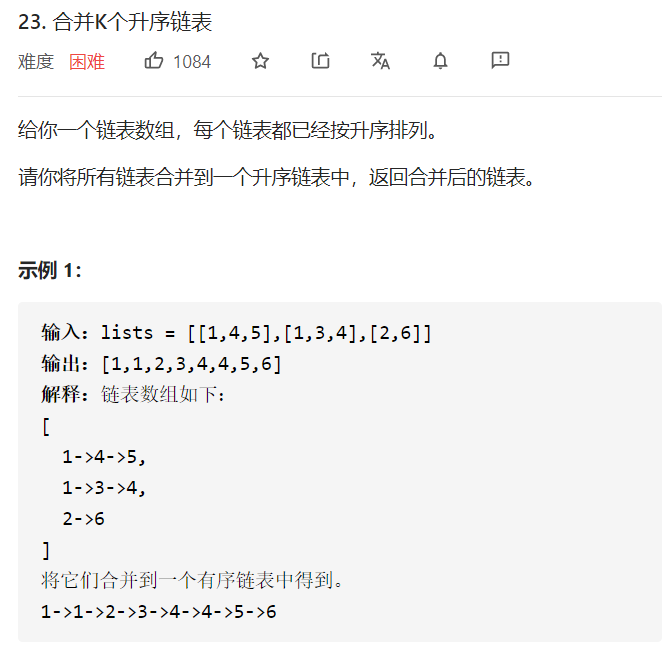 23. 合并K个升序链表
难度 困难 1084
给你一个链表数组，每个链表都已经按升序排列。
请你将所有链表合并到一个升序链表中，返回合并后的链表。
示例 1：
输入：lists = [[1,4,5],[1,3,4],[2,6]]
输出：[1,1,2,3,4,4,5,6]
解释：链表数组如下：
[
  1->4->5,
  1->3->4,
  2->6
]
将它们合并到一个有序链表中得到。
1->1->2->3->4->4->5->6